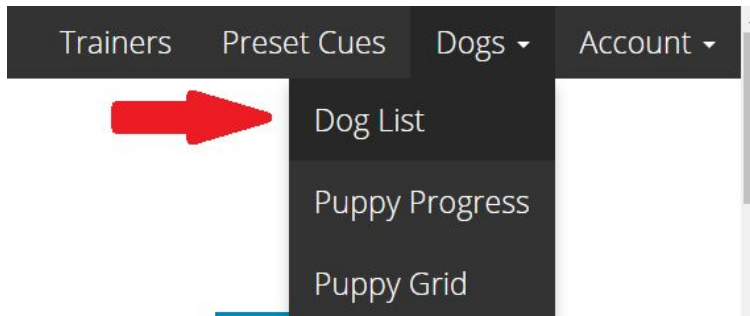 Trainers Preset Cues Dogs Account
Dog List
Puppy Progress
Puppy Grid